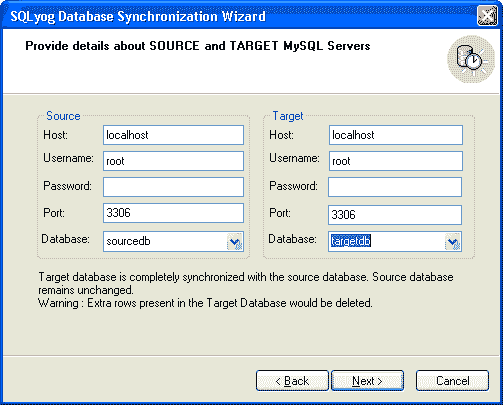 SQLyog Database Synchronization Wizard
Provide details about SOURCE and TARGET MySQL Servers
Source
Host: localhost
Username: root
Password:
Port: 3306
Database: sourcedb
Target
Host: localhost
Username: root
Password:
Port: 3306
Database: targetdb
Target database is completely synchronized with the source database. Source database
remains unchanged.
Warning : Extra rows present in the Target Database would be deleted.
< Back
Next >
Cancel